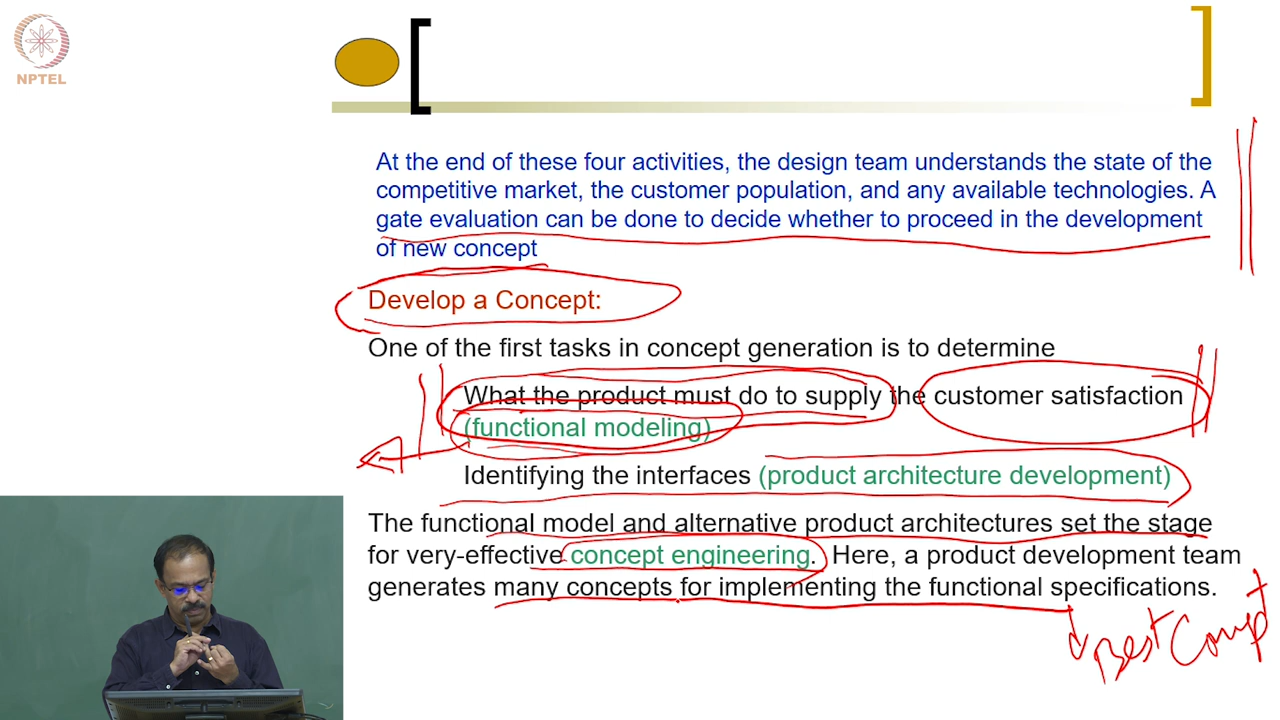 NPTEL
At the end of these four activities, the design team understands the state of the
competitive market, the customer population, and any available technologies. A
gate evaluation can be done to decide whether to proceed in the development
of new concept
Develop a Concept:
One of the first tasks in concept generation is to determine
What the product must do to supply the customer satisfaction
(functional modeling)
Identifying the interfaces (product architecture development)
The functional model and alternative product architectures set the stage
for very-effective concept engineering. Here, a product development team
generates many concepts for implementing the functional specifications.
Best